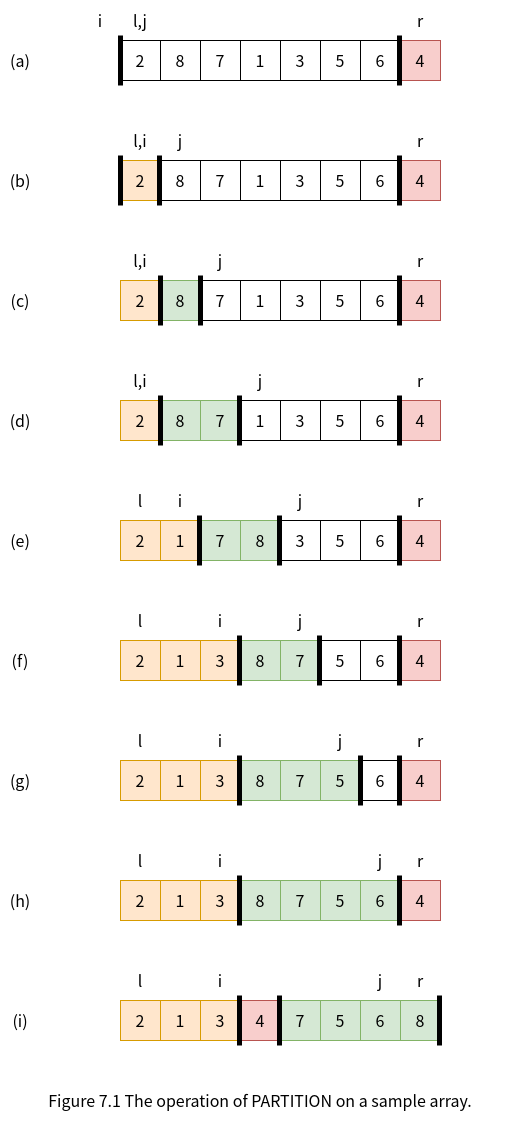 i l,j r
(a) 2 8 7 1 3 5 6 4
l,i j r
(b) 2 8 7 1 3 5 6 4
l,i j r
(c) 2 8 7 1 3 5 6 4
l,i j r
(d) 2 8 7 1 3 5 6 4
l i j r
(e) 2 1 7 8 3 5 6 4
l i j r
(f) 2 1 3 8 7 5 6 4
l i j r
(g) 2 1 3 8 7 5 6 4
l i j r
(h) 2 1 3 8 7 5 6 4
l i j r
(i) 2 1 3 4 7 5 6 8
Figure 7.1 The operation of PARTITION on a sample array.